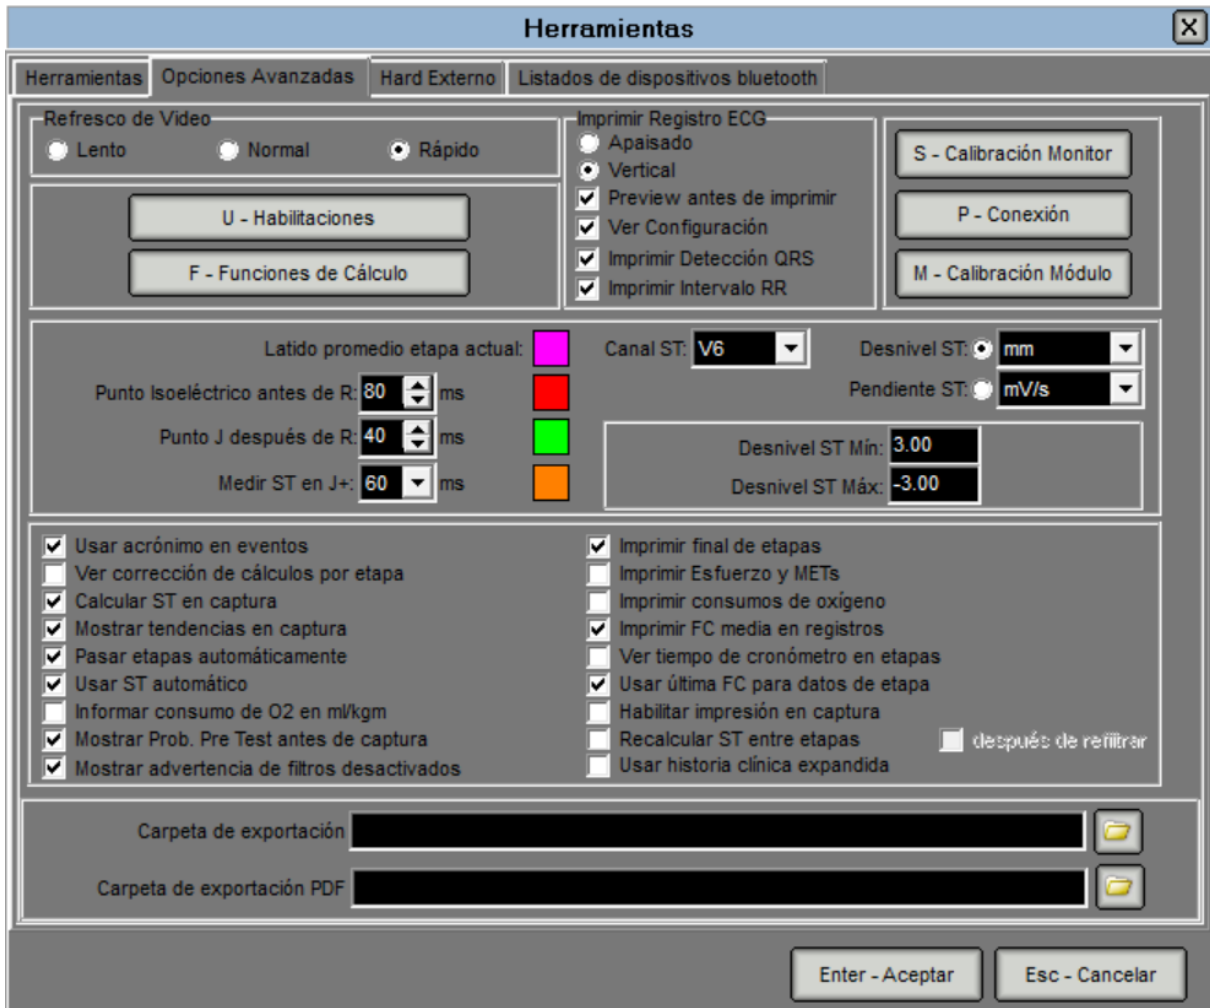 Herramientas
Herramientas Opciones Avanzadas Hard Externo Listados de dispositivos bluetooth
Refresco de Video
Lento Normal Rápido
U - Habilitaciones
F - Funciones de Cálculo
Imprimir Registro ECG
Apaisado
Vertical
Preview antes de imprimir
Ver Configuración
Imprimir Detección QRS
Imprimir Intervalo RR
S - Calibración Monitor
P - Conexión
M - Calibración Módulo
Latido promedio etapa actual:
Punto Isoeléctrico antes de R: 80 ms
Punto J después de R: 40 ms
Medir ST en J+: 60 ms
Canal ST: V6
Desnivel ST: mm
Pendiente ST: mV/s
Desnivel ST Mín: 3.00
Desnivel ST Máx: -3.00
Usar acrónimo en eventos
Ver corrección de cálculos por etapa
Calcular ST en captura
Mostrar tendencias en captura
Pasar etapas automáticamente
Usar ST automático
Informar consumo de O2 en ml/kgm
Mostrar Prob. Pre Test antes de captura
Mostrar advertencia de filtros desactivados
Imprimir final de etapas
Imprimir Esfuerzo y METs
Imprimir consumos de oxígeno
Imprimir FC media en registros
Ver tiempo de cronómetro en etapas
Usar última FC para datos de etapa
Habilitar impresión en captura
Recalcular ST entre etapas después de refiltrar
Usar historia clínica expandida
Carpeta de exportación
Carpeta de exportación PDF
Enter - Aceptar Esc - Cancelar